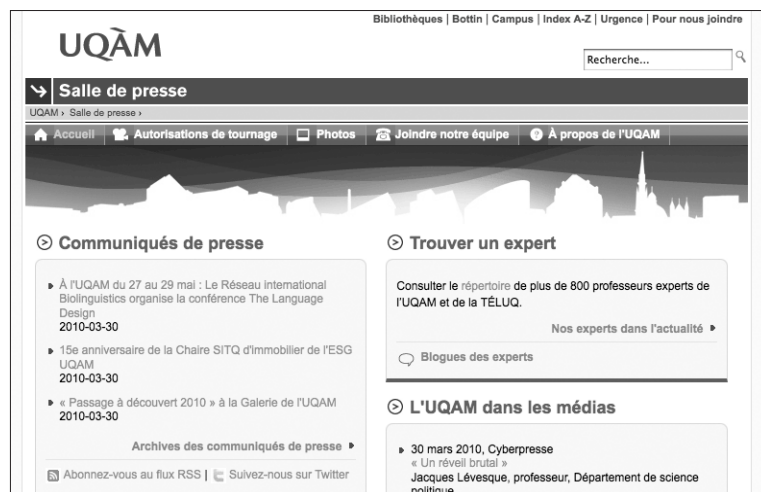 Bibliothèques | Bottin | Campus | Index A-Z | Urgence | Pour nous joindre
UQÀM
Recherche...
Salle de presse
UQAM › Salle de presse ›
Accueil
Autorisations de tournage
Photos
Joindre notre équipe
À propos de l'UQAM
Communiqués de presse
À l'UQAM du 27 au 29 mai : Le Réseau international
Biolinguistics organise la conférence The Language
Design
2010-03-30
15e anniversaire de la Chaire SITQ d'Immobilier de l'ESG
UQAM
2010-03-30
« Passage à découvert 2010 » à la Galerie de l'UQAM
2010-03-30
Archives des communiqués de presse
Abonnez-vous au flux RSS | Suivez-nous sur Twitter
Trouver un expert
Consulter le répertoire de plus de 800 professeurs experts de
l'UQAM et de la TÉLUQ.
Nos experts dans l'actualité
Blogues des experts
L'UQAM dans les médias
30 mars 2010, Cyberpresse
« Un réveil brutal »
Jacques Lévesque, professeur, Département de science
politique